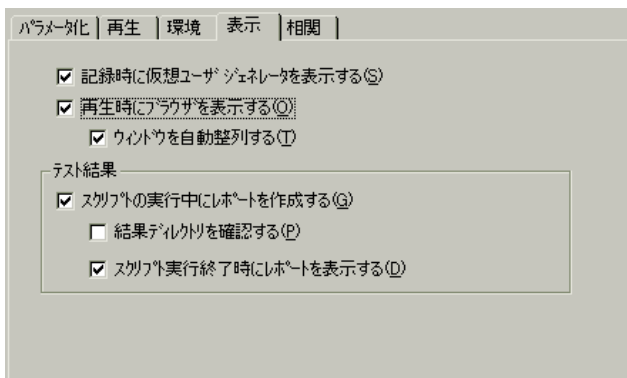 ﾊﾟﾗﾒｰﾀ化 再生 環境 表示 相関
記録時に仮想ﾕｰｻﾞ ｼﾞｪﾈﾚｰﾀを表示する(S)
再生時にﾌﾞﾗｳｻﾞを表示する(O)
ｳｨﾝﾄﾞｳを自動整列する(T)
ﾃｽﾄ結果
ｽｸﾘﾌﾟﾄの実行中にﾚﾎﾟｰﾄを作成する(G)
結果ﾃﾞｨﾚｸﾄﾘを確認する(P)
ｽｸﾘﾌﾟﾄ実行終了時にﾚﾎﾟｰﾄを表示する(D)